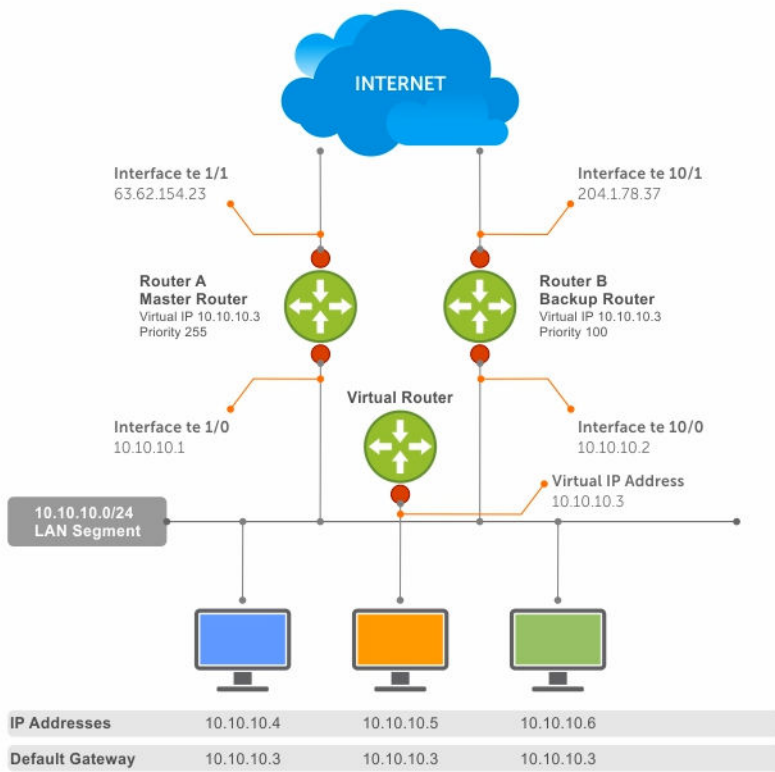 INTERNET
Interface te 1/1
63.62.154.23
Interface te 10/1
204.1.78.37
Router A
Master Router
Virtual IP 10.10.10.3
Priority 255
Router B
Backup Router
Virtual IP 10.10.10.3
Priority 100
Virtual Router
Interface te 1/0
10.10.10.1
Interface te 10/0
10.10.10.2
Virtual IP Address
10.10.10.3
10.10.10.0/24
LAN Segment
IP Addresses 10.10.10.4 10.10.10.5 10.10.10.6
Default Gateway 10.10.10.3 10.10.10.3 10.10.10.3